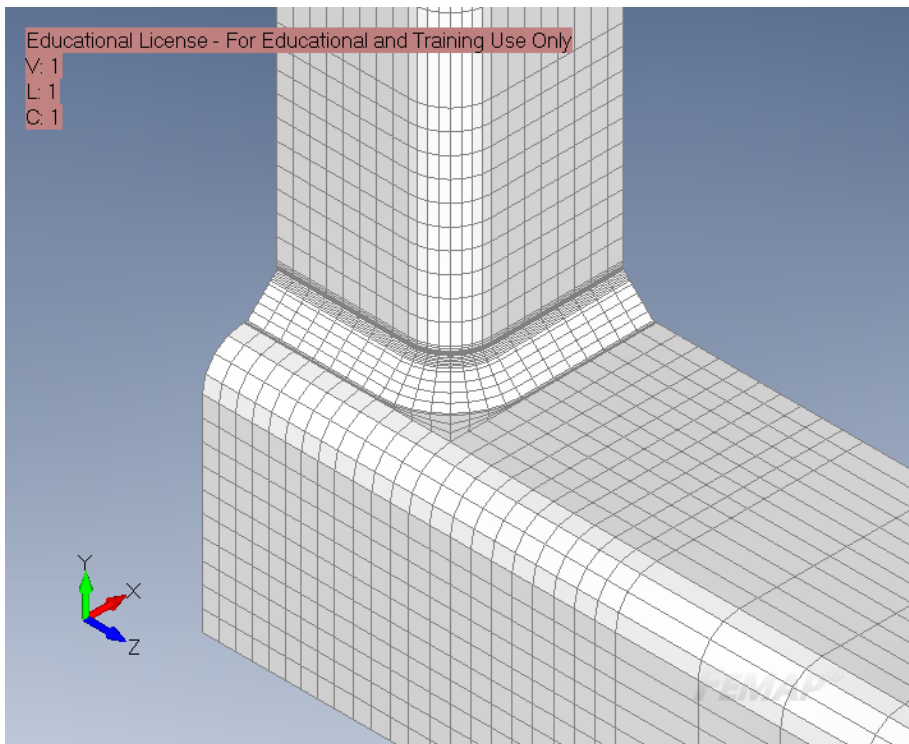 Educational License - For Educational and Training Use Only
V: 1
L: 1
C: 1
Y
X
Z
FEMAP